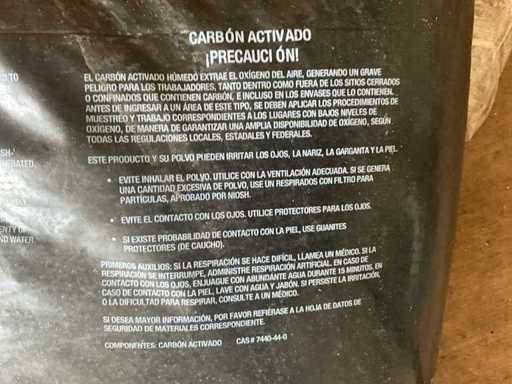 CARBÓN ACTIVADO
¡PRECAUCI ÓN!
EL CARBÓN ACTIVADO HÚMEDO EXTRAE EL OXÍGENO DEL AIRE, GENERANDO UN GRAVE
PELIGRO PARA LOS TRABAJADORES, TANTO DENTRO COMO FUERA DE LOS SITIOS CERRADOS
O CONFINADOS QUE CONTIENEN CARBÓN, E INCLUSO EN LOS ENVASES QUE LO CONTIENEN.
ANTES DE INGRESAR A UN ÁREA DE ESTE TIPO, SE DEBEN APLICAR LOS PROCEDIMIENTOS DE
MUESTREO Y TRABAJO CORRESPONDIENTES A LOS LUGARES CON BAJOS NIVELES DE
OXÍGENO, DE MANERA DE GARANTIZAR UNA AMPLIA DISPONIBILIDAD DE OXÍGENO, SEGÚN
TODAS LAS REGULACIONES LOCALES, ESTADALES Y FEDERALES.
ESTE PRODUCTO Y SU POLVO PUEDEN IRRITAR LOS OJOS, LA NARIZ, LA GARGANTA Y LA PIEL.
• EVITE INHALAR EL POLVO. UTILICE CON LA VENTILACIÓN ADECUADA. SI SE GENERA
UNA CANTIDAD EXCESIVA DE POLVO, USE UN RESPIRADOS CON FILTRO PARA
PARTÍCULAS, APROBADO POR NIOSH.
• EVITE EL CONTACTO CON LOS OJOS. UTILICE PROTECTORES PARA LOS OJOS.
• SI EXISTE PROBABILIDAD DE CONTACTO CON LA PIEL, USE GUANTES
PROTECTORES (DE CAUCHO).
PRIMEROS AUXILIOS: SI LA RESPIRACIÓN SE HACE DIFÍCIL, LLAMEA UN MÉDICO. SI LA
RESPIRACIÓN SE INTERRUMPE, ADMINISTRE RESPIRACIÓN ARTIFICIAL. EN CASO DE
CONTACTO CON LOS OJOS, ENJUAGUE CON ABUNDANTE AGUA DURANTE 15 MINUTOS, EN
CASO DE CONTACTO CON LA PIEL, LAVE CON AGUA Y JABÓN. SI PERSISTE LA IRRITACIÓN,
O LA DIFICULTAD PARA RESPIRAR, CONSULTE A UN MÉDICO.
SI DESEA MAYOR INFORMACIÓN, POR FAVOR REFIÉRASE A LA HOJA DE DATOS DE
SEGURIDAD DE MATERIALES CORRESPONDIENTE.
COMPONENTES: CARBÓN ACTIVADO CAS # 7440-44-0
TO
ND WATER